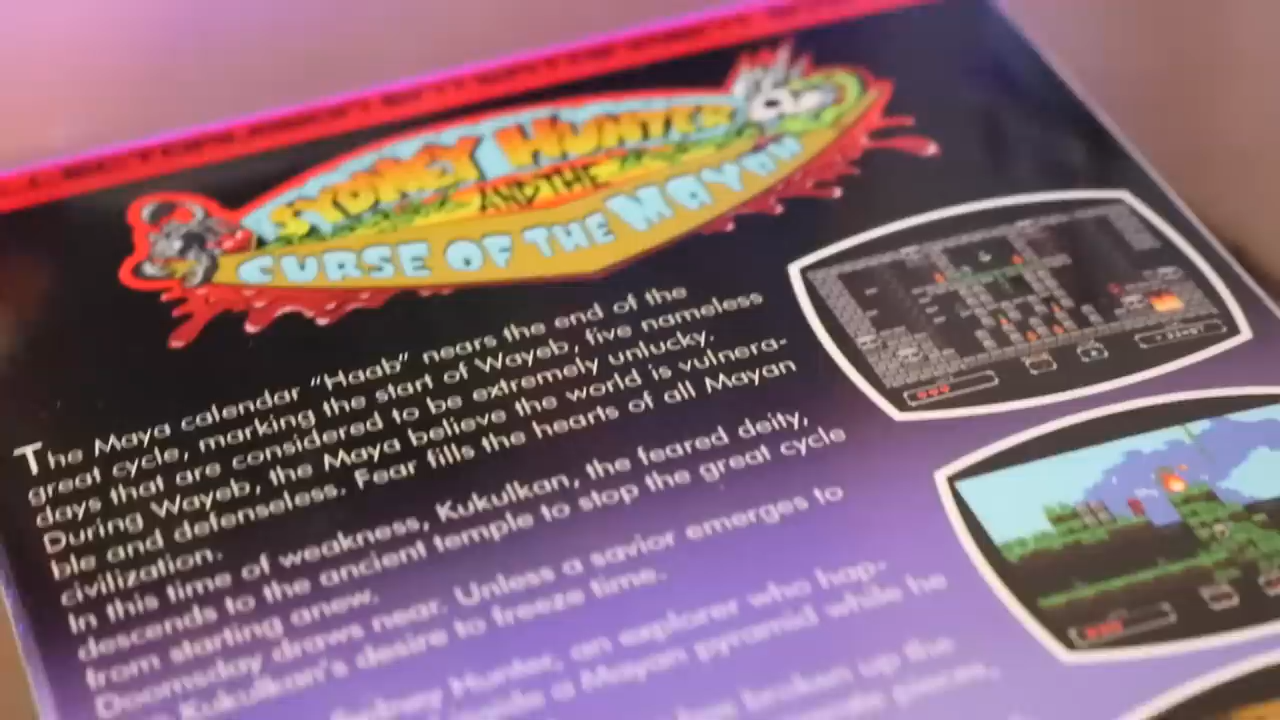 SYDNEY HUNTER
AND THE
CURSE OF THE MAYAN
The Maya calendar "Haab" nears the end of the
great cycle, marking the start of Wayeb, five nameless
days that are considered to be extremely unlucky.
During Wayeb, the Maya believe the world is vulnera-
ble and defenseless. Fear fills the hearts of all Mayan
civilization.
In this time of weakness, Kukulkan, the feared deity,
descends to the ancient temple to stop the great cycle
from starting anew.
Doomsday draws near. Unless a savior emerges to
Kukulkan's desire to freeze time.
Sydney Hunter, an explorer who hap-
inside a Mayan pyramid while he
has broken up the
pieces,